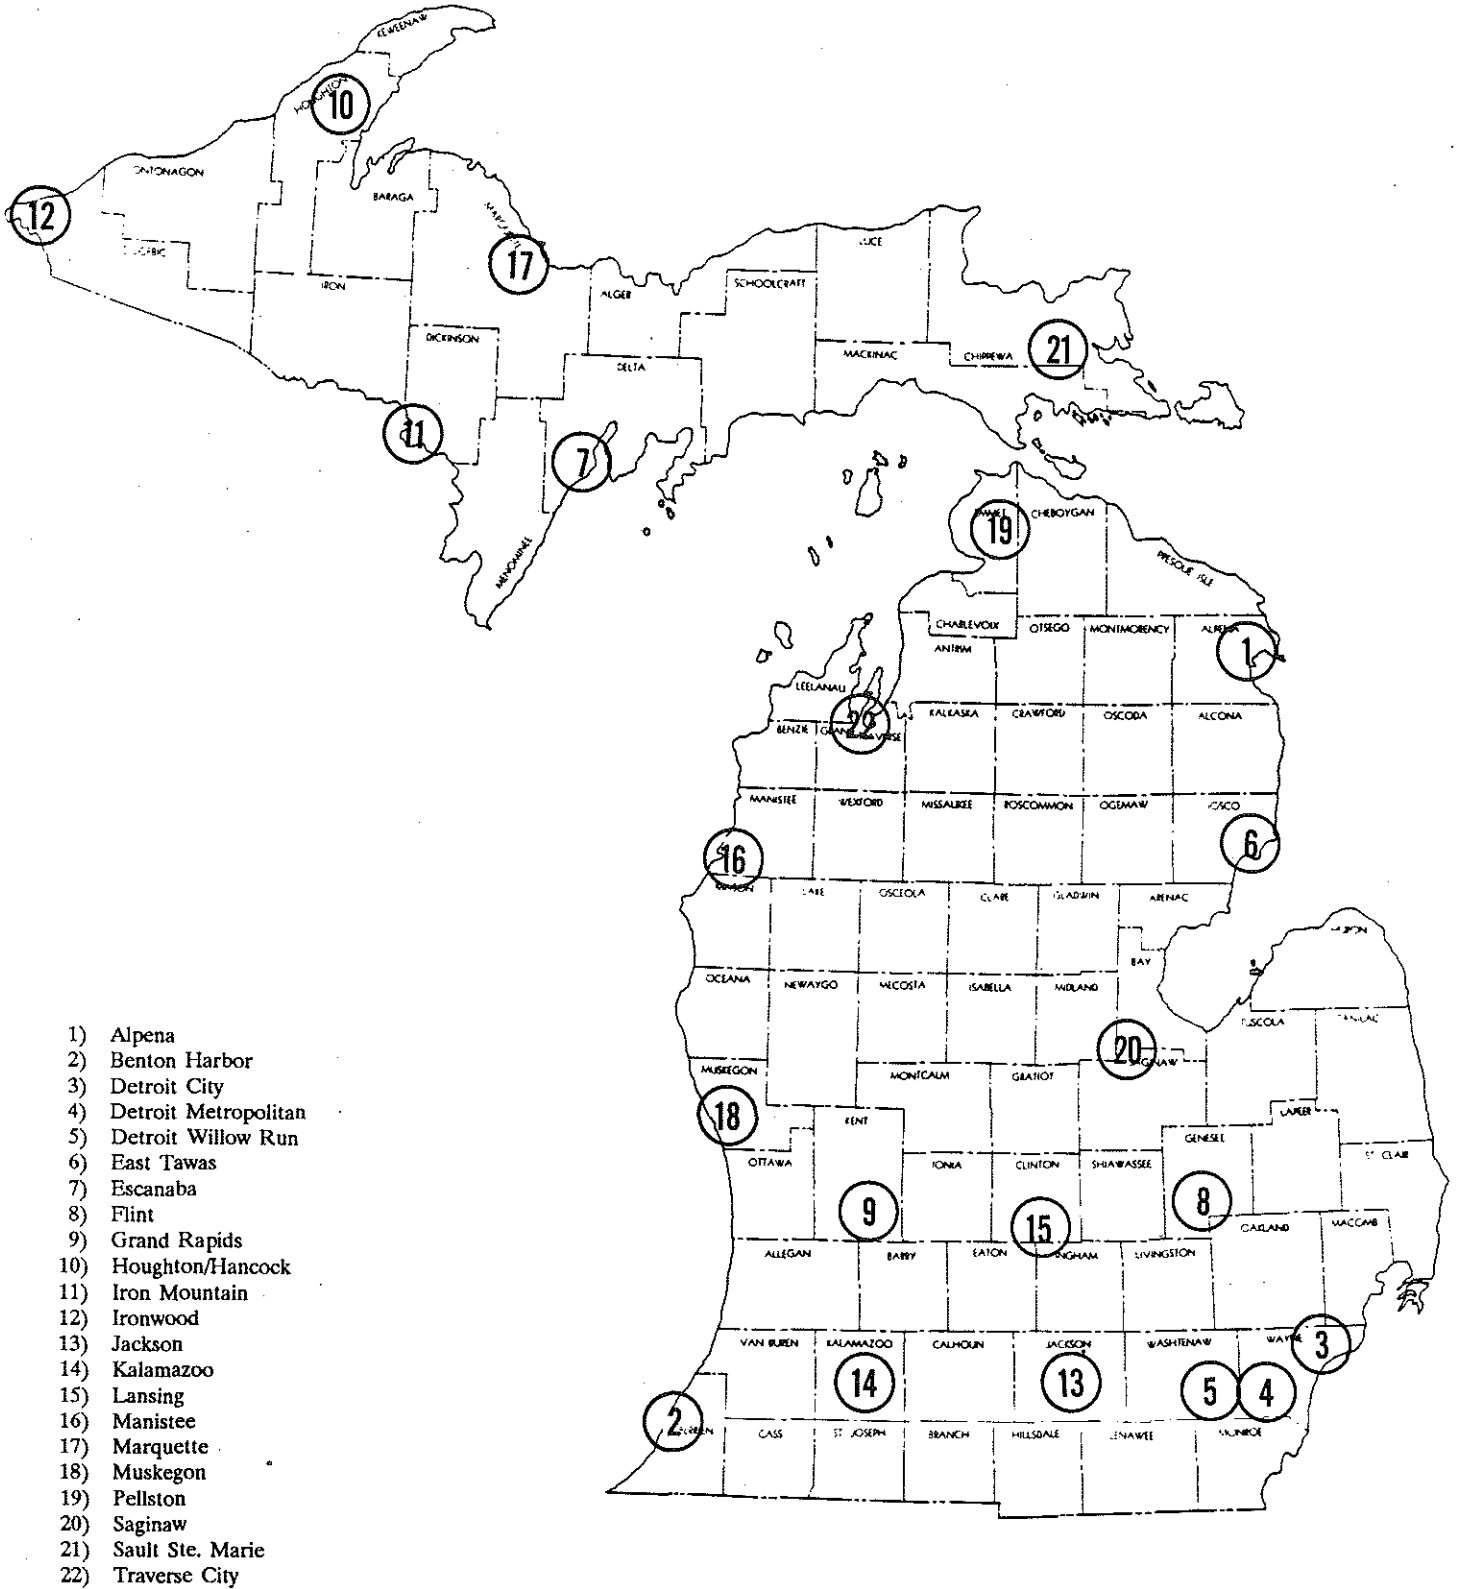 KEWEENAW
HOUGHTON
10
ONTONAGON
BARAGA
12
17
LUCE
IRON
ALGER
SCHOOLCRAFT
DICKINSON
MACKINAC
CHIPPEWA
21
DELTA
11
7
MENOMINEE
EMMET
19
CHEBOYGAN
PRESQUE ISLE
CHARLEVOIX
OTSEGO
MONTMORENCY
ALPENA
1
ANTRIM
LEELANAU
BENZIE
22
KALKASKA
CRAWFORD
OSCODA
ALCONA
MANISTEE
WEXFORD
MISSAUKEE
ROSCOMMON
OGEMAW
IOSCO
6
16
LAKE
OSCEOLA
CLARE
GLADWIN
ARENAC
BAY
OCEANA
NEWAYGO
MECOSTA
ISABELLA
MIDLAND
TUSCOLA
SANILAC
20
MUSKEGON
MONTCALM
GRATIOT
18
KENT
LAPEER
GENESEE
OTTAWA
IONIA
CLINTON
SHIAWASSEE
ST CLAIR
9
15
8
OAKLAND
MACOMB
ALLEGAN
BARRY
EATON
INGHAM
LIVINGSTON
VAN BUREN
KALAMAZOO
CALHOUN
JACKSON
WASHTENAW
WAYNE
3
14
13
5
4
2
CASS
ST JOSEPH
BRANCH
HILLSDALE
LENAWEE
MONROE
1) Alpena
2) Benton Harbor
3) Detroit City
4) Detroit Metropolitan
5) Detroit Willow Run
6) East Tawas
7) Escanaba
8) Flint
9) Grand Rapids
10) Houghton/Hancock
11) Iron Mountain
12) Ironwood
13) Jackson
14) Kalamazoo
15) Lansing
16) Manistee
17) Marquette
18) Muskegon
19) Pellston
20) Saginaw
21) Sault Ste. Marie
22) Traverse City